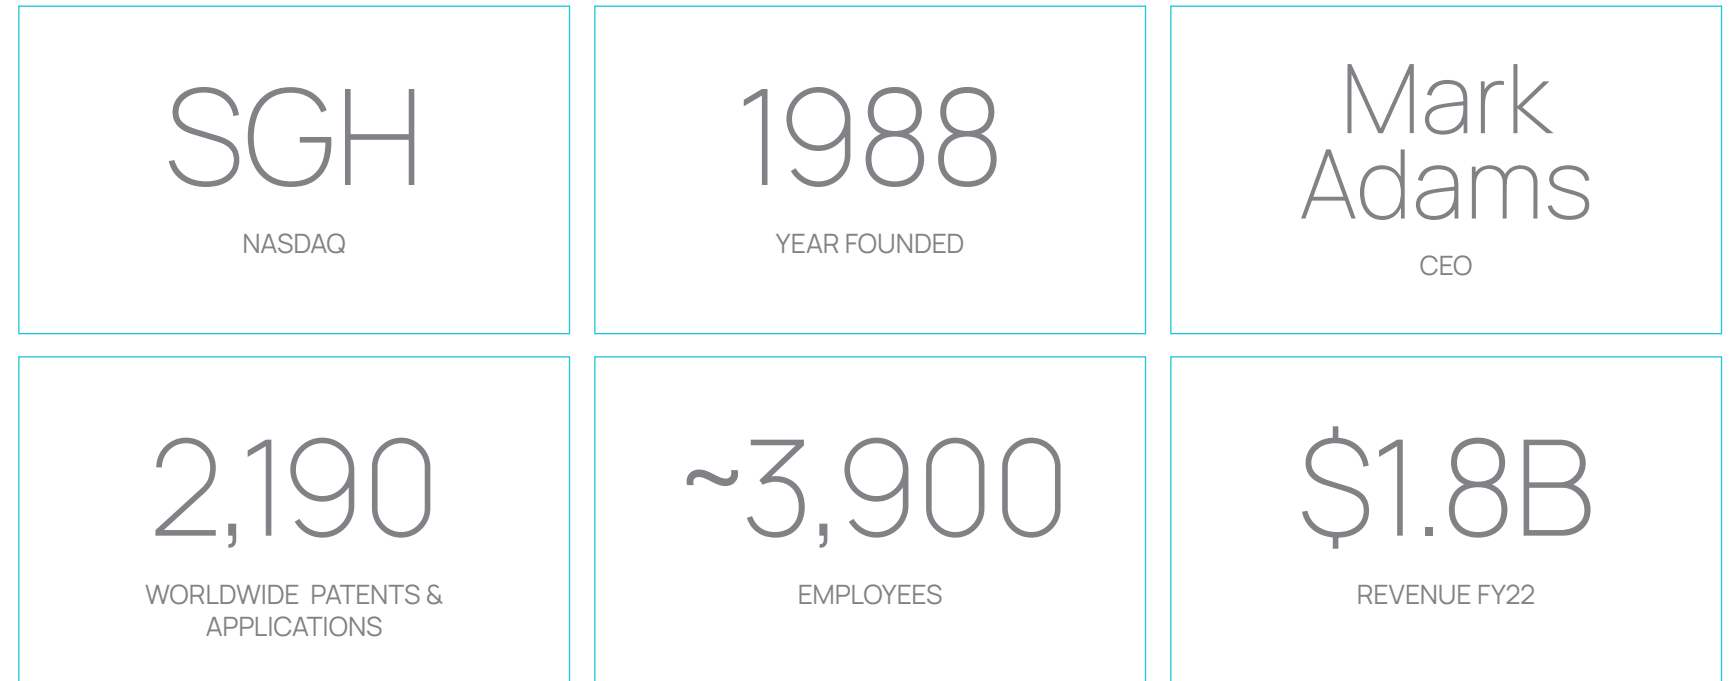 SGH
NASDAQ
1988
YEAR FOUNDED
Mark
Adams
CEO
2,190
WORLDWIDE PATENTS &
APPLICATIONS
~3,900
EMPLOYEES
$1.8B
REVENUE FY22